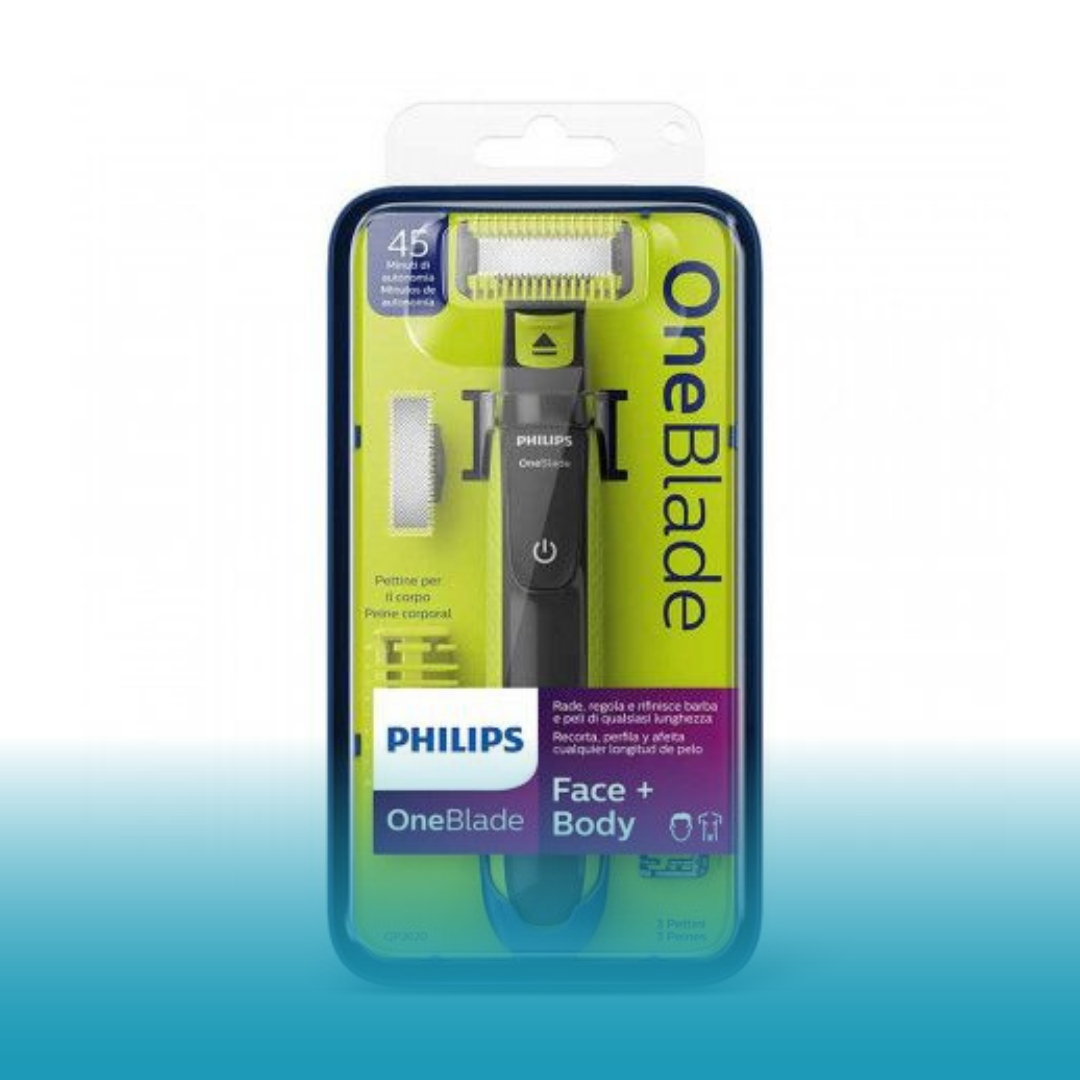 45
Minuti di
autonomia
Minutos de
autonomía
OneBlade
PHILIPS
OneBlade
Pettine per
il corpo
Peine corporal
PHILIPS
OneBlade
Rade, regola e rifinisce barba
e peli di qualsiasi lunghezza
Recorta, perfila y afeita
cualquier longitud de pelo
Face +
Body
3 Pettini
3 Peines